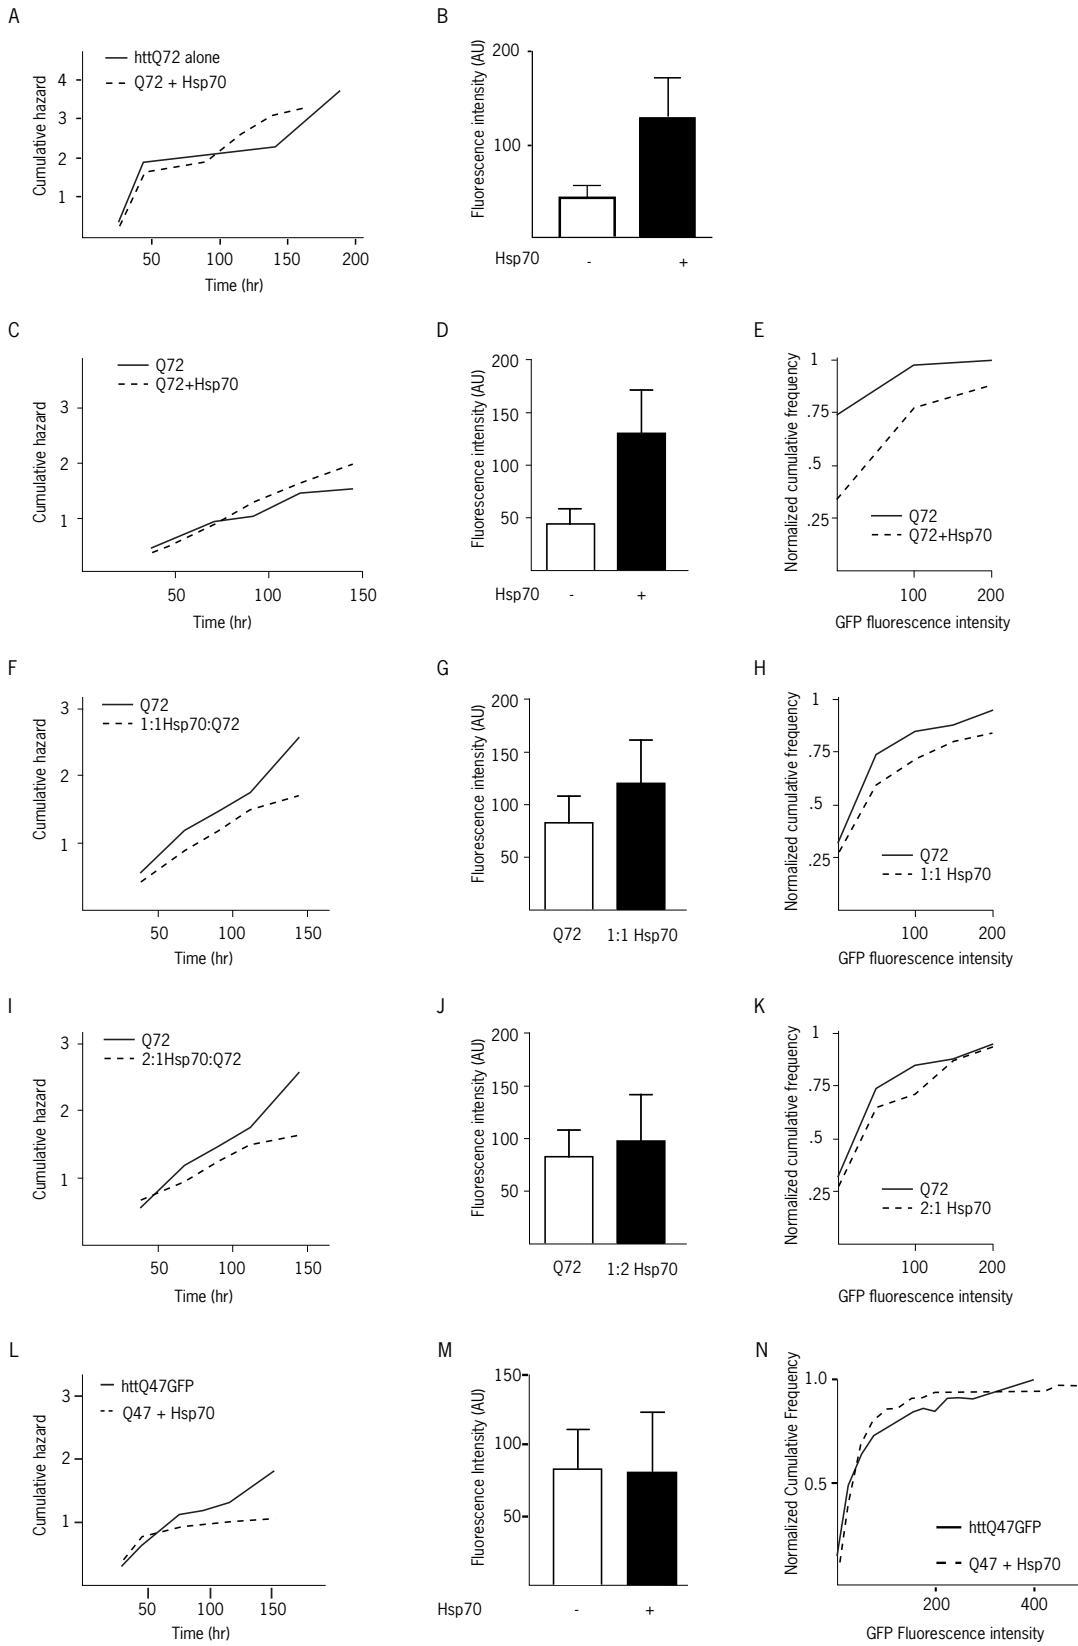 A
Cumulative hazard
httQ72 alone
Q72 + Hsp70
4
3
2
1
50 100 150 200
Time (hr)
B
Fluorescence intensity (AU)
200
100
Hsp70 - +
C
Cumulative hazard
Q72
Q72+Hsp70
3
2
1
50 100 150
Time (hr)
D
Fluorescence intensity (AU)
200
150
100
50
Hsp70 - +
E
Normalized cumulative frequency
1
.75
.5
.25
Q72
Q72+Hsp70
100 200
GFP fluorescence intensity
F
Cumulative hazard
Q72
1:1Hsp70:Q72
3
2
1
50 100 150
Time (hr)
G
Fluorescence intensity (AU)
200
150
100
50
Q72 1:1 Hsp70
H
Normalized cumulative frequency
1
.75
.5
.25
Q72
1:1 Hsp70
100 200
GFP fluorescence intensity
I
Cumulative hazard
Q72
2:1Hsp70:Q72
3
2
1
50 100 150
Time (hr)
J
Fluorescence intensity (AU)
200
150
100
50
Q72 1:2 Hsp70
K
Normalized cumulative frequency
1
.75
.5
.25
Q72
2:1 Hsp70
100 200
GFP fluorescence intensity
L
Cumulative hazard
httQ47GFP
Q47 + Hsp70
3
2
1
50 100 150
Time (hr)
M
Fluorescence Intensity (AU)
150
100
50
Hsp70 - +
N
Normalized Cumulative Frequency
1.0
0.5
httQ47GFP
Q47 + Hsp70
200 400
GFP Fluorescence intensity